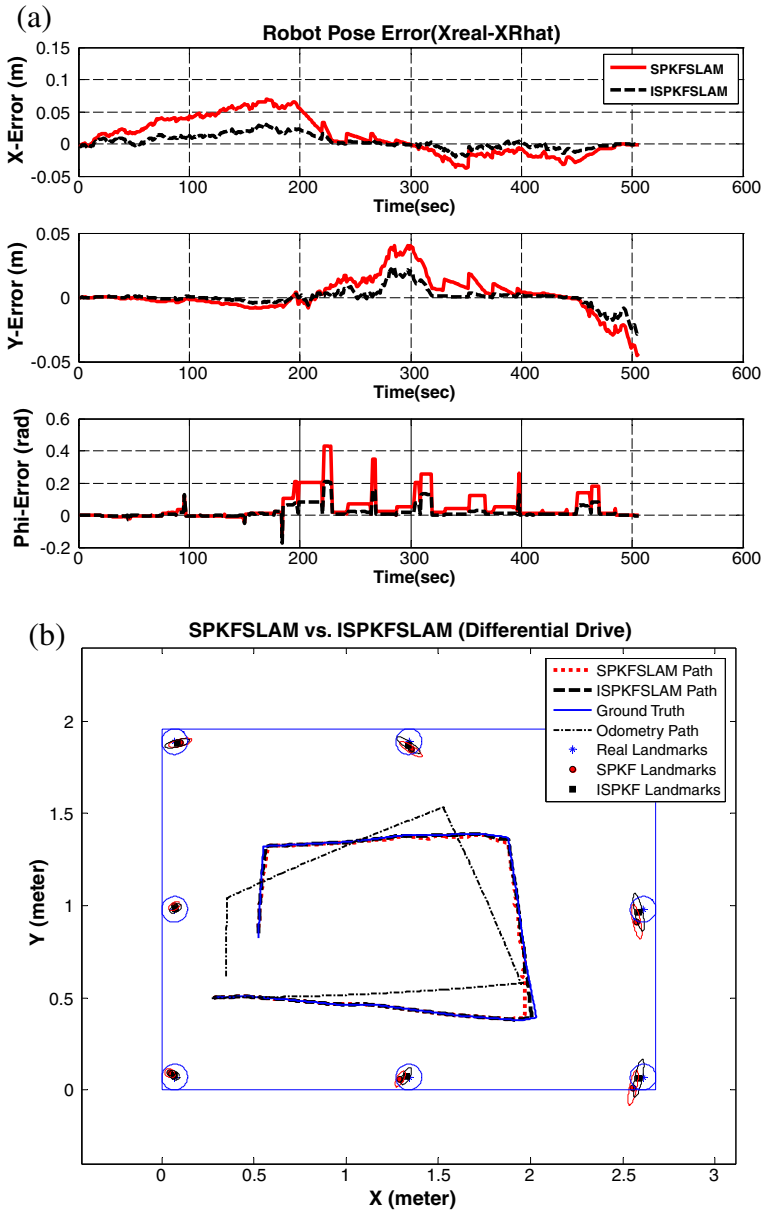 (a)
Robot Pose Error(Xreal-XRhat)
X-Error (m)
0.15
0.1
0.05
0
-0.05
SPKFSLAM
ISPKFSLAM
0 100 200 300 400 500 600
Time(sec)
Y-Error (m)
0.05
0
-0.05
0 100 200 300 400 500 600
Time(sec)
Phi-Error (rad)
0.6
0.4
0.2
0
-0.2
0 100 200 300 400 500 600
Time(sec)
(b)
SPKFSLAM vs. ISPKFSLAM (Differential Drive)
SPKFSLAM Path
ISPKFSLAM Path
Ground Truth
Odometry Path
Real Landmarks
SPKF Landmarks
ISPKF Landmarks
Y (meter)
2
1.5
1
0.5
0
0 0.5 1 1.5 2 2.5 3
X (meter)